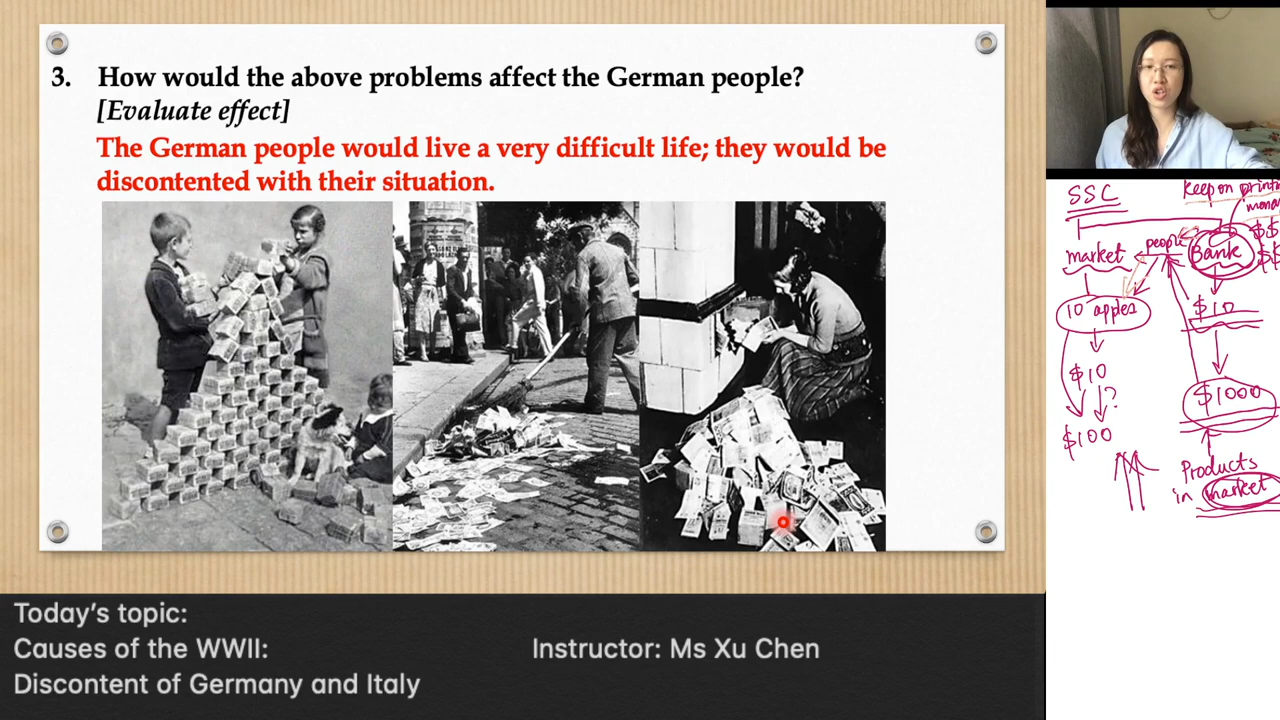 3. How would the above problems affect the German people?
[Evaluate effect]
The German people would live a very difficult life; they would be
discontented with their situation.
SSC
keep on
market
people
Bank
$$
10 apples
$10
$10
?
$1000
$100
Products
in market
Today's topic:
Causes of the WWII:
Instructor: Ms Xu Chen
Discontent of Germany and Italy